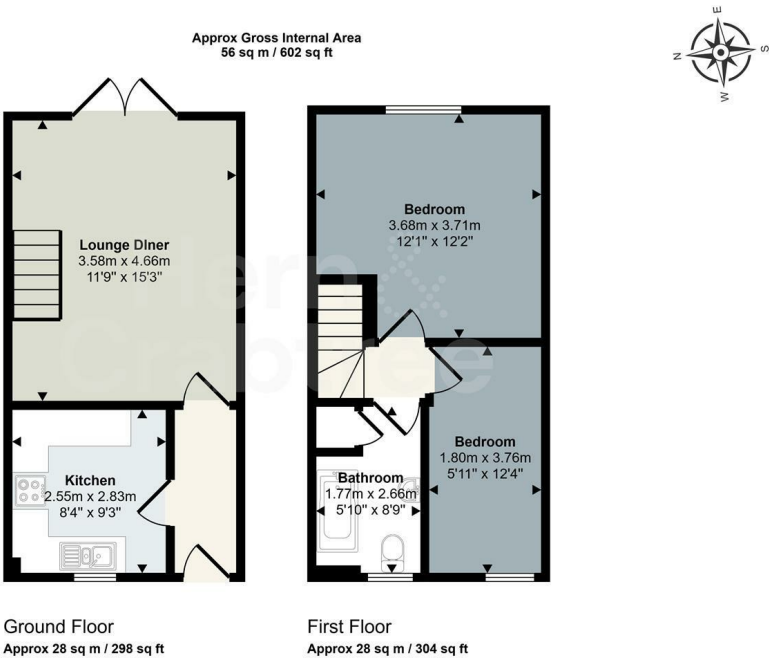 Approx Gross Internal Area
56 sq m / 602 sq ft
E
N
S
W
Lounge DIner
3.58m x 4.66m
11'9" x 15'3"
Bedroom
3.68m x 3.71m
12'1" x 12'2"
Kitchen
2.55m x 2.83m
8'4" x 9'3"
Bathroom
1.77m x 2.66m
5'10" x 8'9"
Bedroom
1.80m x 3.76m
5'11" x 12'4"
Hern &
Crabtree
Ground Floor
Approx 28 sq m / 298 sq ft
First Floor
Approx 28 sq m / 304 sq ft